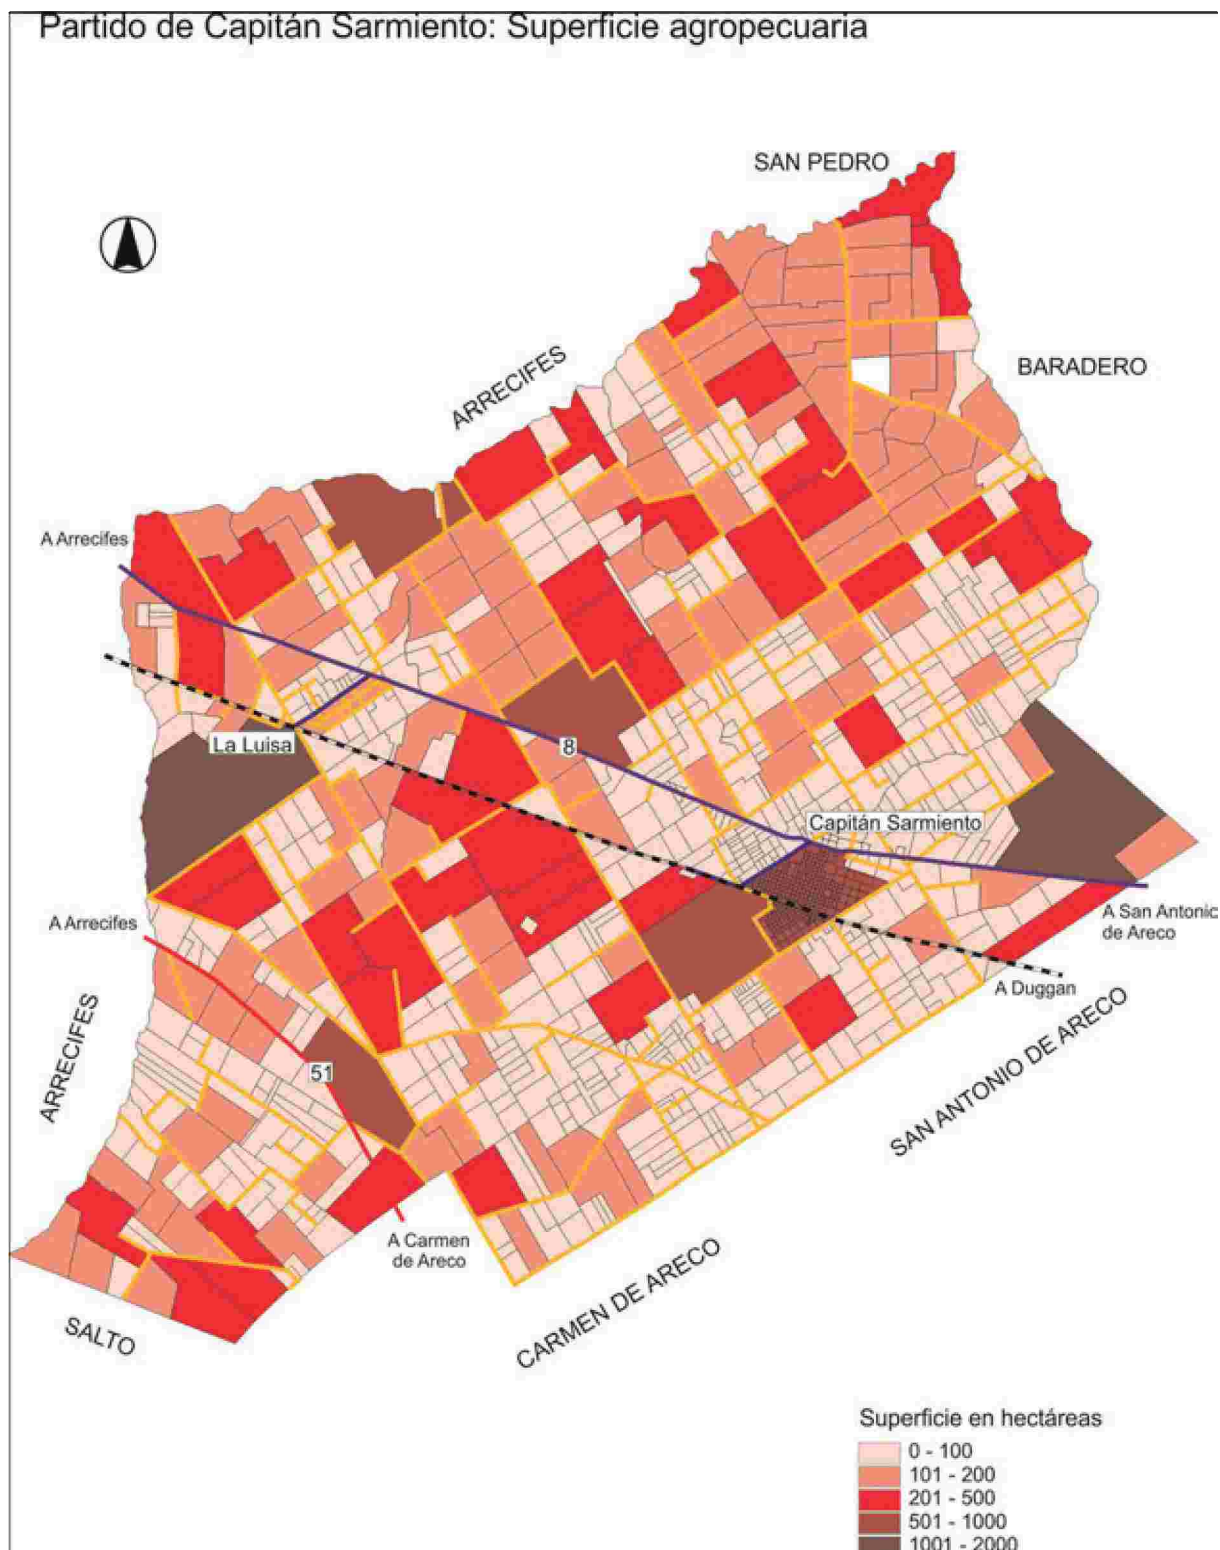 Partido de Capitán Sarmiento: Superficie agropecuaria
SAN PEDRO
ARRECIFES
BARADERO
A Arrecifes
La Luisa
8
Capitán Sarmiento
A Arrecifes
A San Antonio
de Areco
A Duggan
ARRECIFES
51
SAN ANTONIO DE ARECO
A Carmen
de Areco
CARMEN DE ARECO
SALTO
Superficie en hectáreas
0 - 100
101 - 200
201 - 500
501 - 1000
1001 - 2000